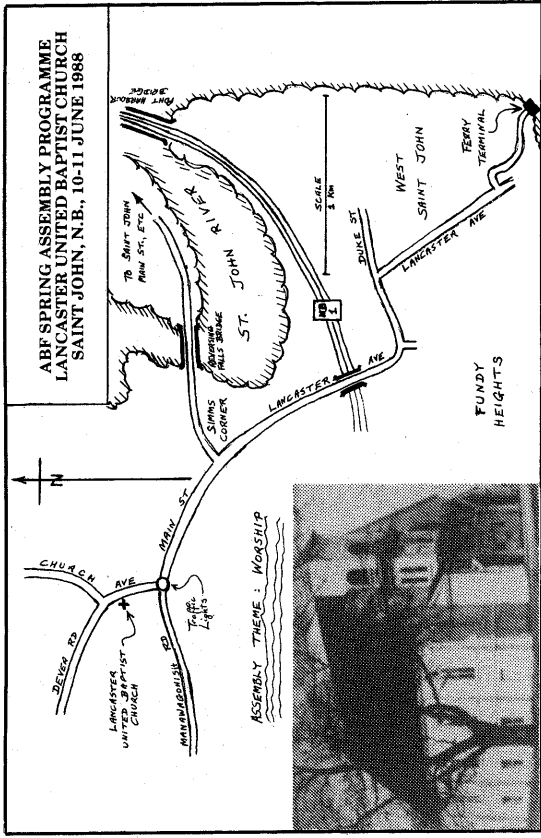 ABF SPRING ASSEMBLY PROGRAMME
LANCASTER UNITED BAPTIST CHURCH
SAINT JOHN, N.B., 10-11 JUNE 1988
N
CHURCH
AVE
DEVER RD
LANCASTER
UNITED BAPTIST
CHURCH
MAIN ST
Traffic
Lights
MANAWAGONISH RD
SIMMS
CORNER
TO SAINT JOHN
MAIN ST., ETC
REVERSING
FALLS BRIDGE
ST. JOHN RIVER
HARBOUR
BRIDGE
LANCASTER AVE
NB
1
SCALE
1 KM
DUKE ST
WEST
SAINT JOHN
LANCASTER AVE
FERRY
TERMINAL
FUNDY
HEIGHTS
ASSEMBLY THEME: WORSHIP